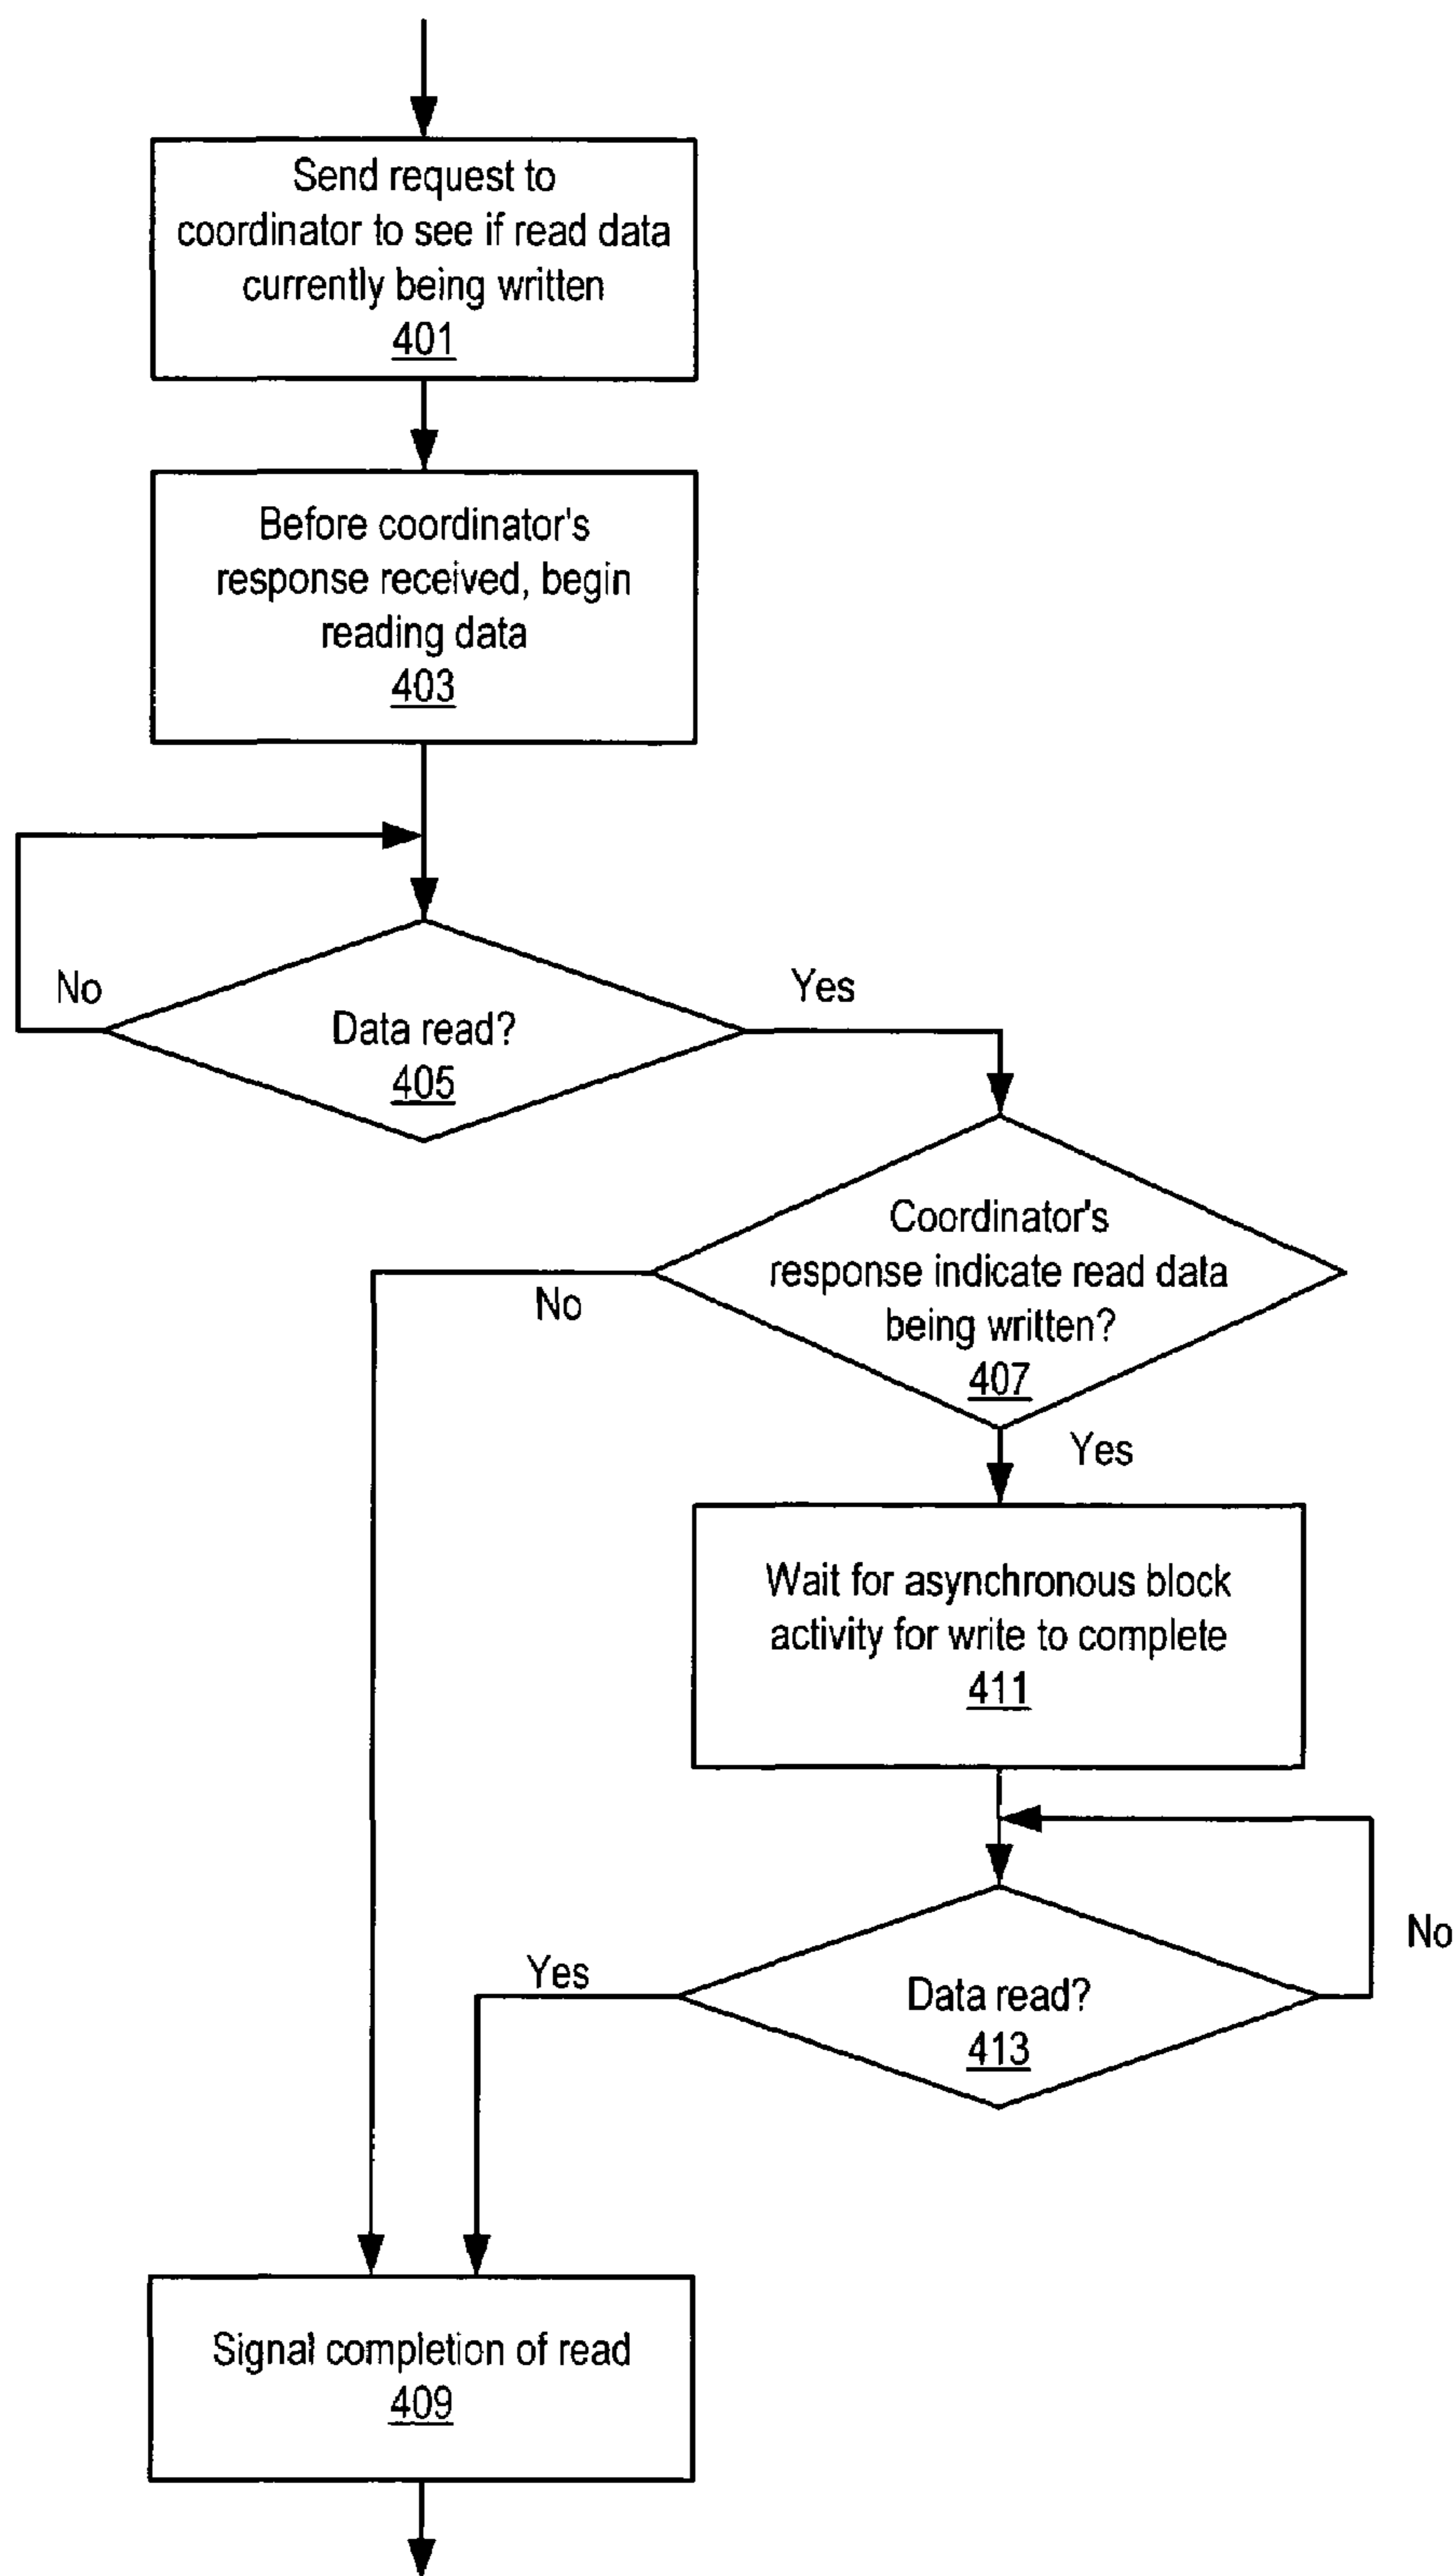 Send request to
coordinator to see if read data
currently being written
401
Before coordinator's
response received, begin
reading data
403
No
Yes
Data read?
405
Coordinator's
response indicate read data
being written?
407
No
Yes
Wait for asynchronous block
activity for write to complete
411
No
Yes
Data read?
413
Signal completion of read
409